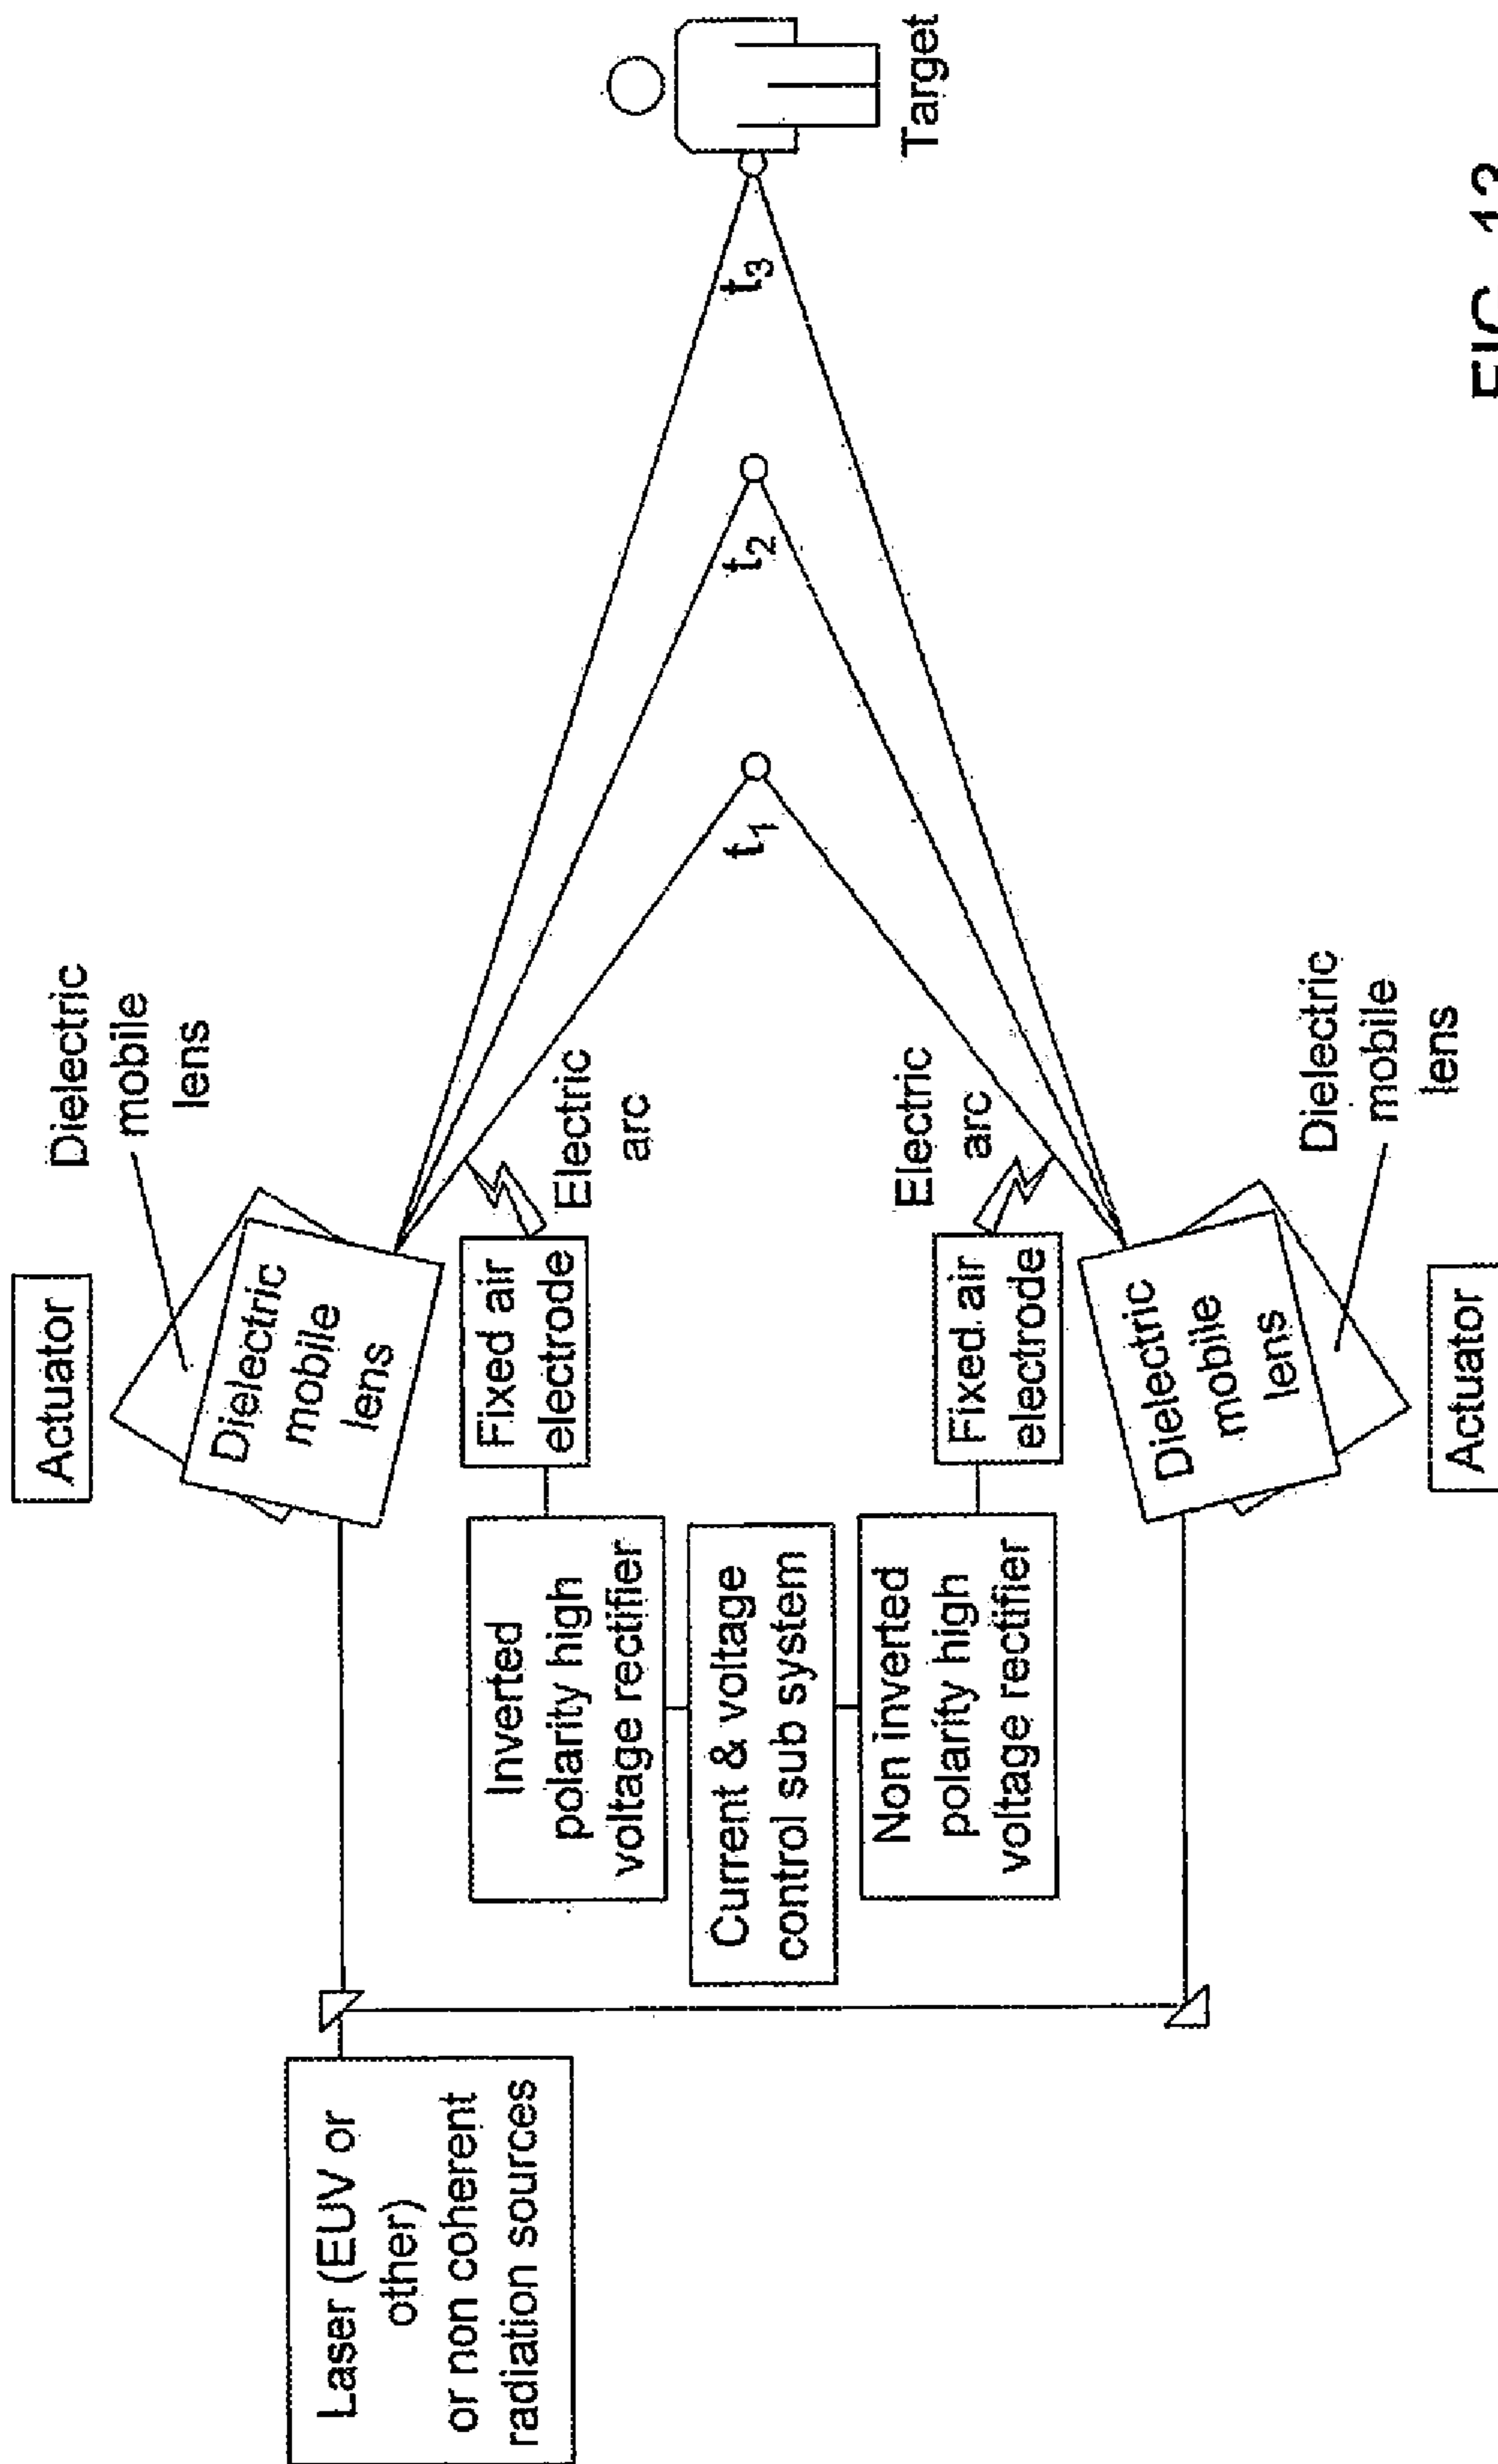 Laser (EUV or
other)
or non coherent
radiation sources
Actuator
Dielectric
mobile
lens
Dielectric
mobile
lens
Inverted
polarity high
voltage rectifier
Fixed air
electrode
Electric
arc
Current & voltage
control sub system
Non inverted
polarity high
voltage rectifier
Fixed air
electrode
Electric
arc
Dielectric
mobile
lens
Dielectric
mobile
lens
Actuator
t₁
t₂
t₃
Target
FIG. 13